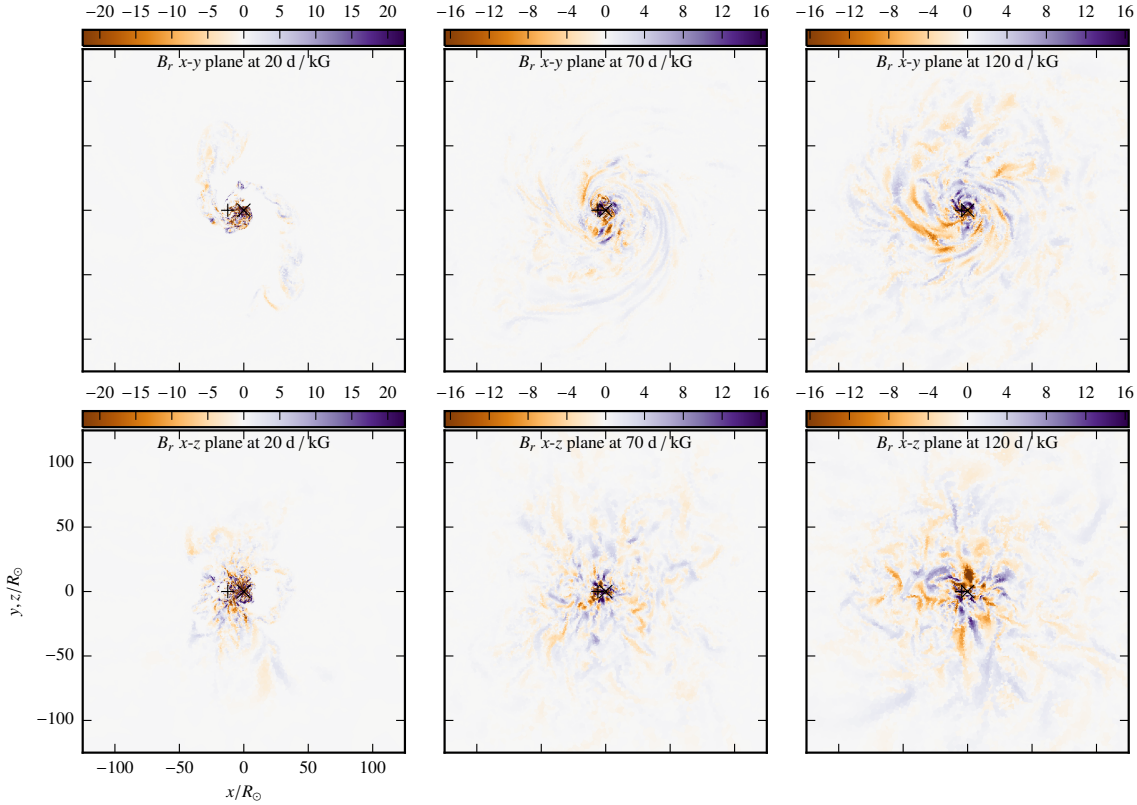 −20 −15 −10 −5 0 5 10 15 20
−16 −12 −8 −4 0 4 8 12 16
−16 −12 −8 −4 0 4 8 12 16
B_r x-y plane at 20 d / kG
B_r x-y plane at 70 d / kG
B_r x-y plane at 120 d / kG
−20 −15 −10 −5 0 5 10 15 20
−16 −12 −8 −4 0 4 8 12 16
−16 −12 −8 −4 0 4 8 12 16
B_r x-z plane at 20 d / kG
B_r x-z plane at 70 d / kG
B_r x-z plane at 120 d / kG
100
50
0
−50
−100
y, z/R_⊙
−100 −50 0 50 100
x/R_⊙